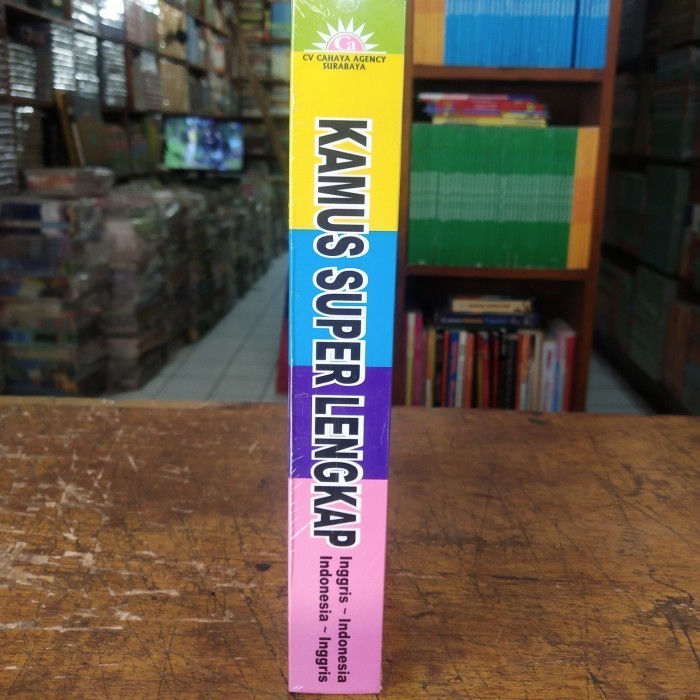 Ca
CV CAHAYA AGENCY
SURABAYA
KAMUS SUPER LENGKAP
Inggris ~ Indonesia
Indonesia ~ Inggris